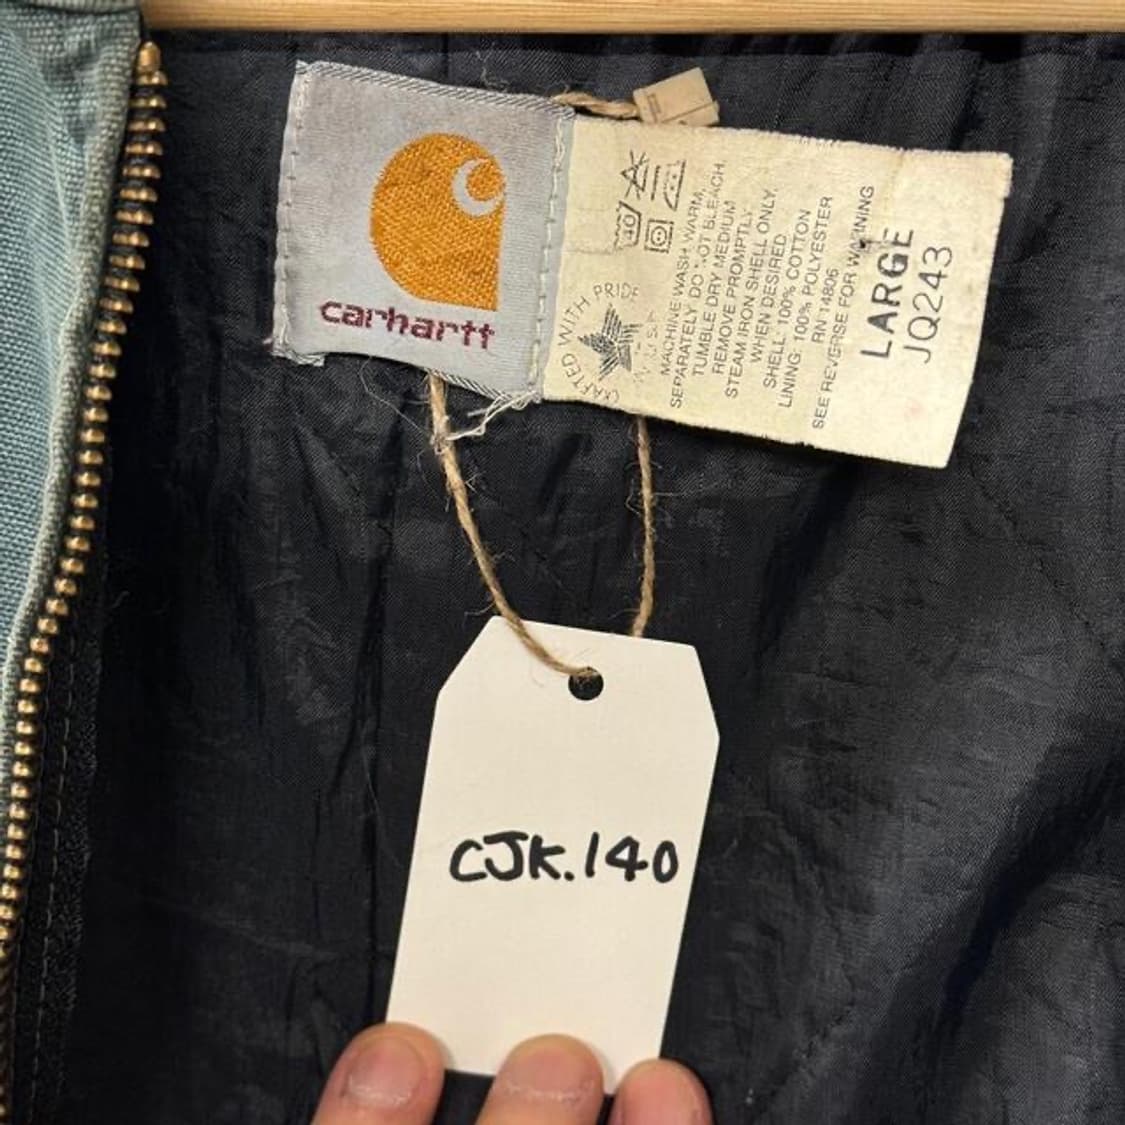 carhartt
CRAFTED WITH PRIDE
40
MACHINE WASH WARM,
SEPARATELY DO NOT BLEACH.
TUMBLE DRY MEDIUM
REMOVE PROMPTLY
STEAM IRON SHELL ONLY,
WHEN DESIRED
SHELL: 100% COTTON
LINING: 100% POLYESTER
RN 14806
SEE REVERSE FOR WARNING
LARGE
JQ243
CJK.140